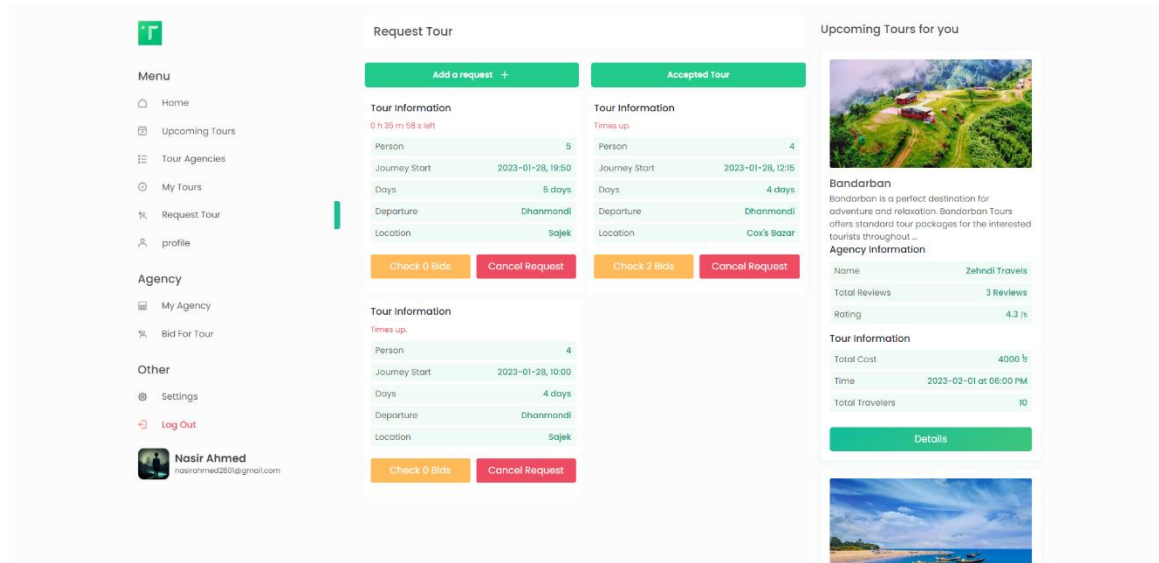 T
Menu
Home
Upcoming Tours
Tour Agencies
My Tours
Request Tour
profile
Agency
My Agency
Bid For Tour
Other
Settings
Log Out
Nasir Ahmed
nasirahmed2801@gmail.com
Request Tour
Add a request +
Tour Information
0 h 35 m 58 s left
Person 5
Journey Start 2023-01-28, 19:50
Days 5 days
Departure Dhanmondi
Location Sajek
Check 0 Bids Cancel Request
Tour Information
Times up.
Person 4
Journey Start 2023-01-28, 10:00
Days 4 days
Departure Dhanmondi
Location Sajek
Check 0 Bids Cancel Request
Accepted Tour
Tour Information
Times up.
Person 4
Journey Start 2023-01-28, 12:15
Days 4 days
Departure Dhanmondi
Location Cox's Bazar
Check 2 Bids Cancel Request
Upcoming Tours for you
Bandarban
Bandarban is a perfect destination for
adventure and relaxation. Bandarban Tours
offers standard tour packages for the interested
tourists throughout ...
Agency Information
Name Zehndi Travels
Total Reviews 3 Reviews
Rating 4.3 /5
Tour Information
Total Cost 4000 ৳
Time 2023-02-01 at 06:00 PM
Total Travelers 10
Details